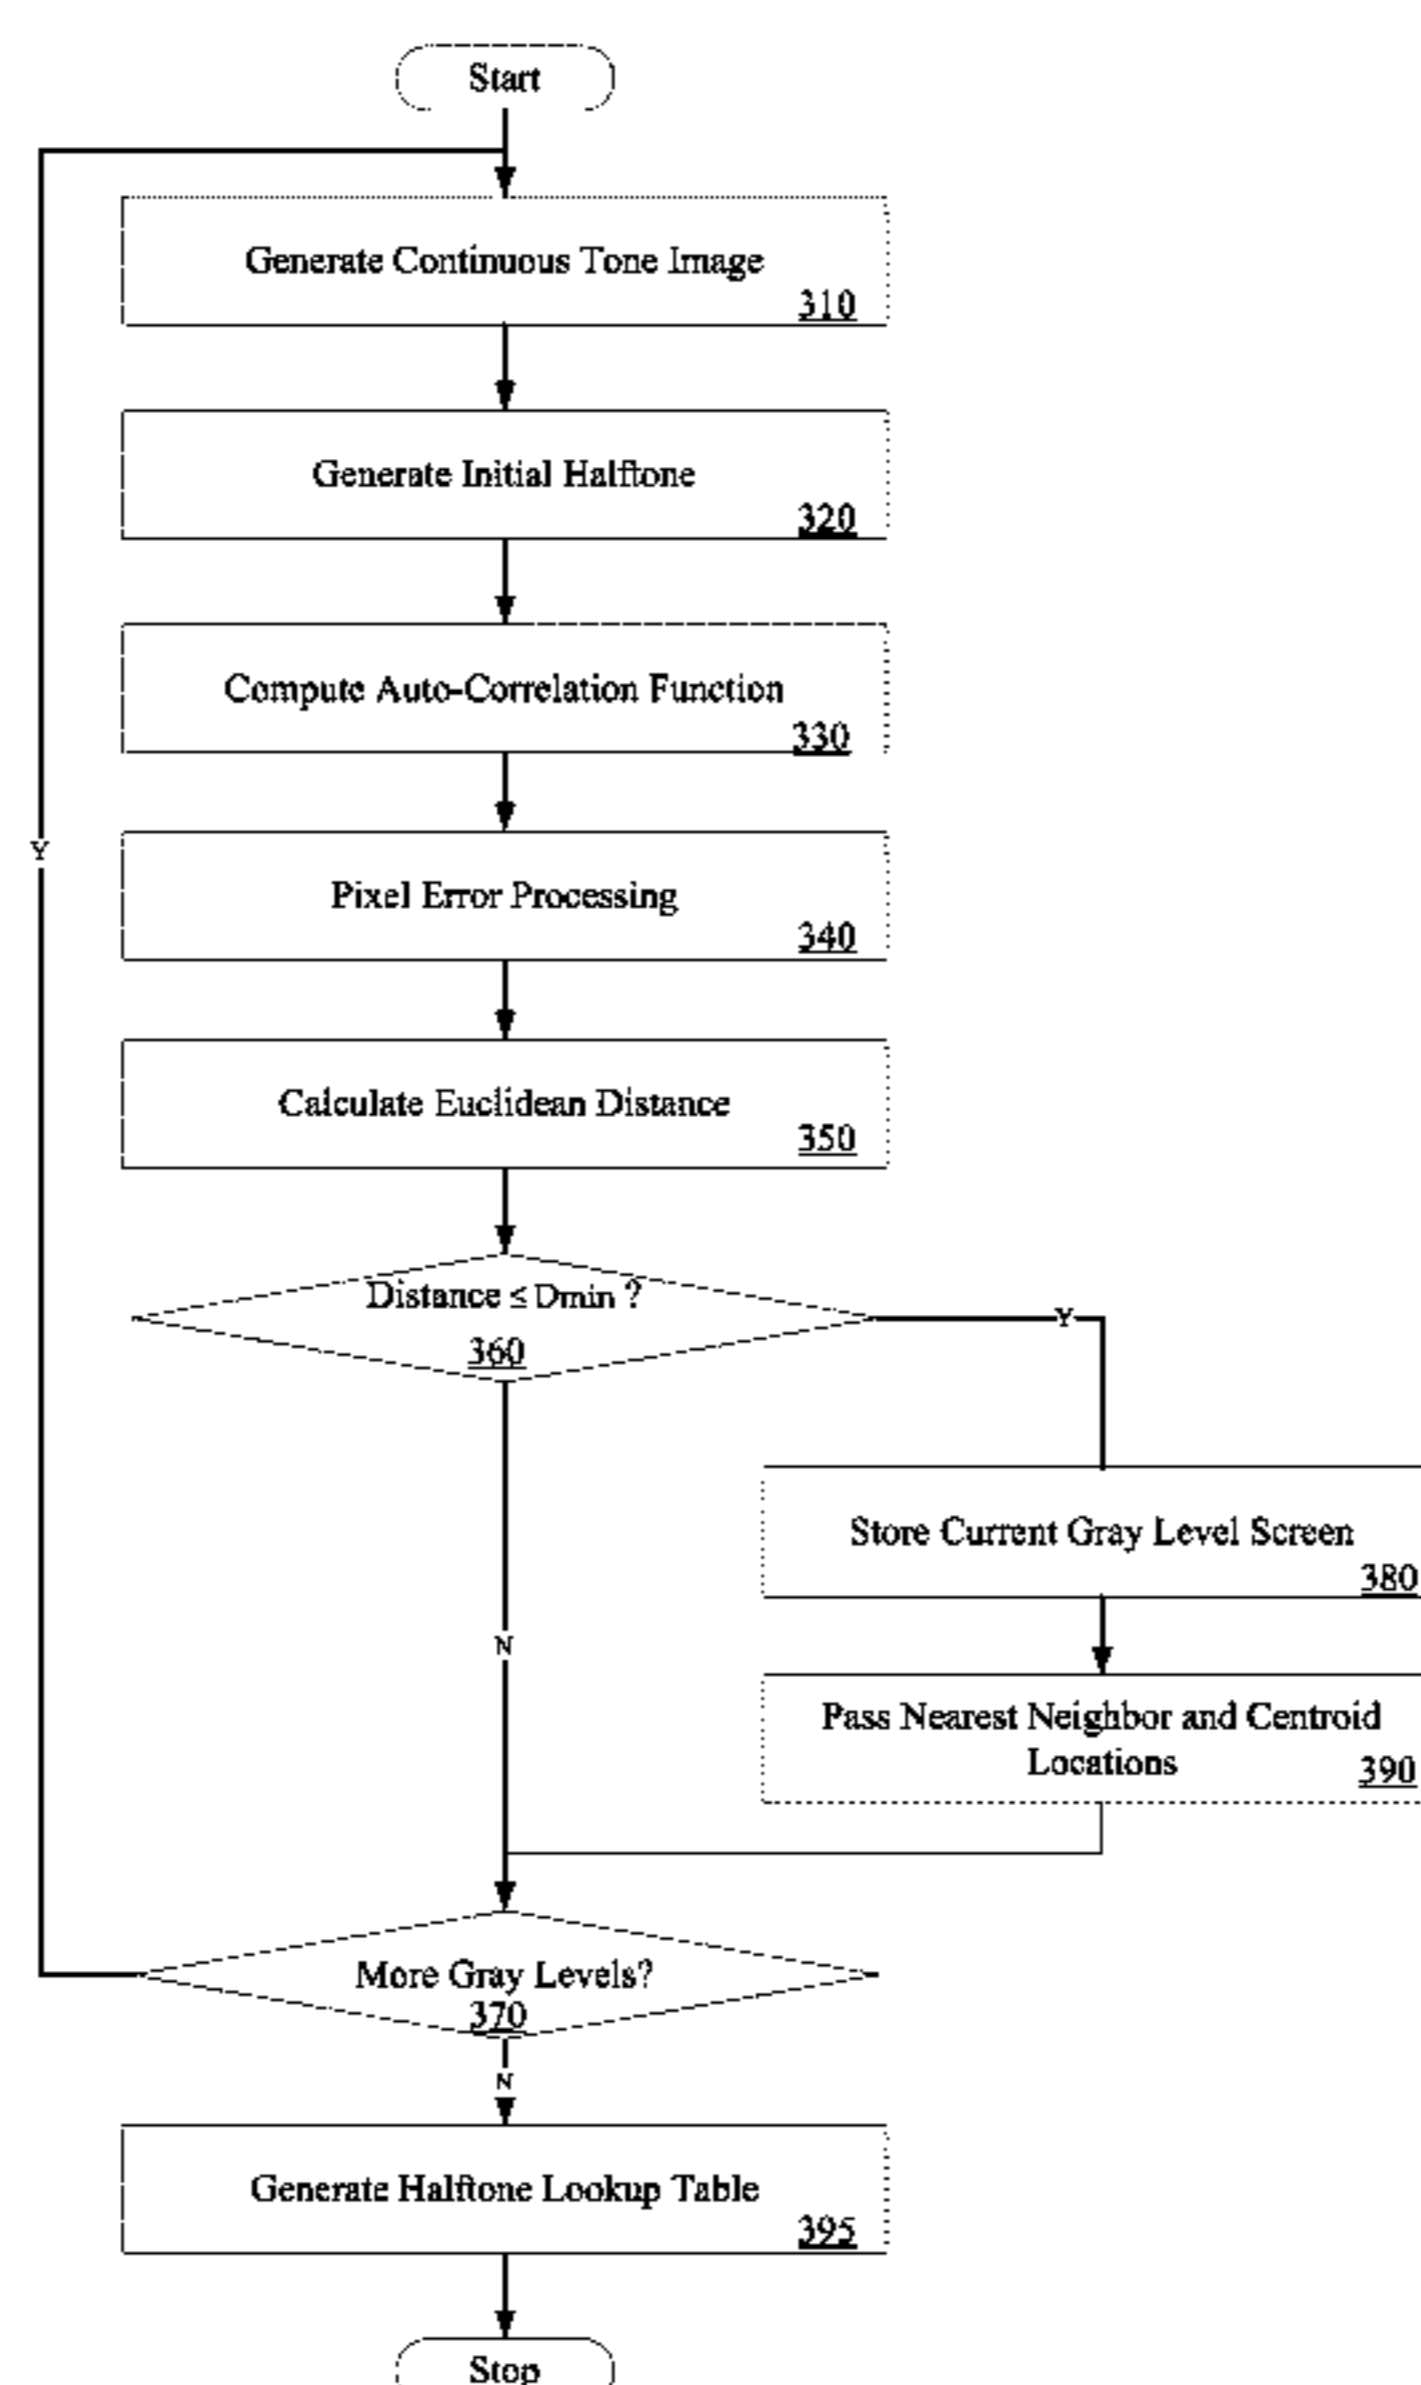 Start
Generate Continuous Tone Image
310
Generate Initial Halftone
320
Compute Auto-Correlation Function
330
Y
Pixel Error Processing
340
Calculate Euclidean Distance
350
Distance ≤ Dmin ?
360
Y
Store Current Gray Level Screen
380
N
Pass Nearest Neighbor and Centroid
Locations
390
More Gray Levels?
370
N
Generate Halftone Lookup Table
395
Stop